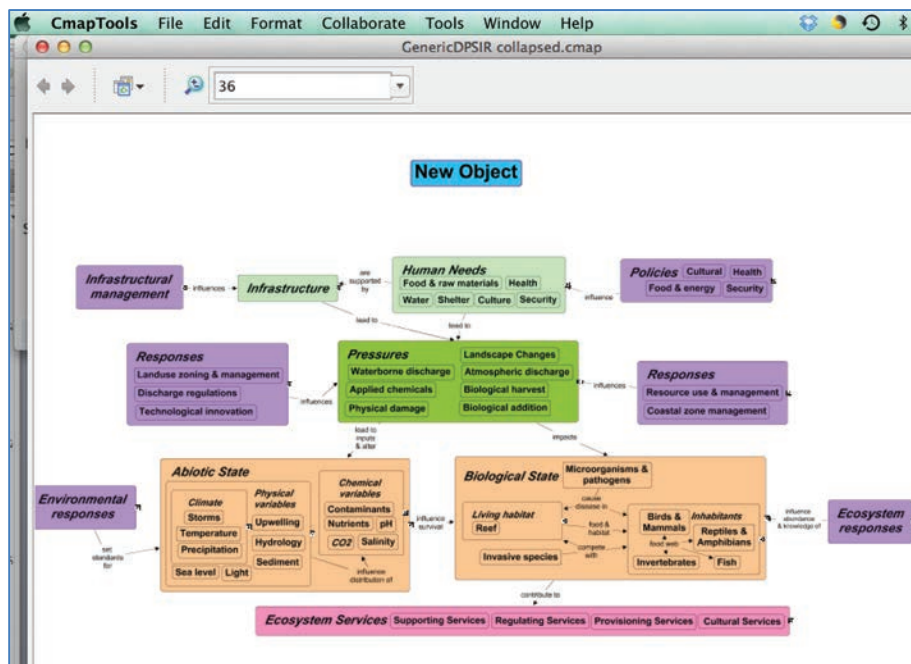 CmapTools File Edit Format Collaborate Tools Window Help
GenericDPSIR collapsed.cmap
36
New Object
Infrastructural management
influences
Infrastructure
are supported by
Human Needs
Food & raw materials Health
Water Shelter Culture Security
influence
Policies Cultural Health
Food & energy Security
lead to
lead to
Responses
Landuse zoning & management
Discharge regulations
Technological innovation
influences
Pressures
Landscape Changes
Waterborne discharge
Atmospheric discharge
Applied chemicals
Biological harvest
Physical damage
Biological addition
influences
Responses
Resource use & management
Coastal zone management
lead to
inputs
& alter
impacts
Environmental responses
set
standards
for
Abiotic State
Climate
Storms
Temperature
Precipitation
Sea level Light
Physical variables
Upwelling
Hydrology
Sediment
Chemical variables
Contaminants
Nutrients pH
CO2 Salinity
influence
distribution of
influence
survival
Biological State
Microorganisms & pathogens
cause
disease in
Living habitat
Reef
food &
habitat
compete
with
Invasive species
Inhabitants
Birds & Mammals
Reptiles & Amphibians
food web
Invertebrates
Fish
influence
abundance
& knowledge of
Ecosystem responses
contribute to
Ecosystem Services Supporting Services Regulating Services Provisioning Services Cultural Services